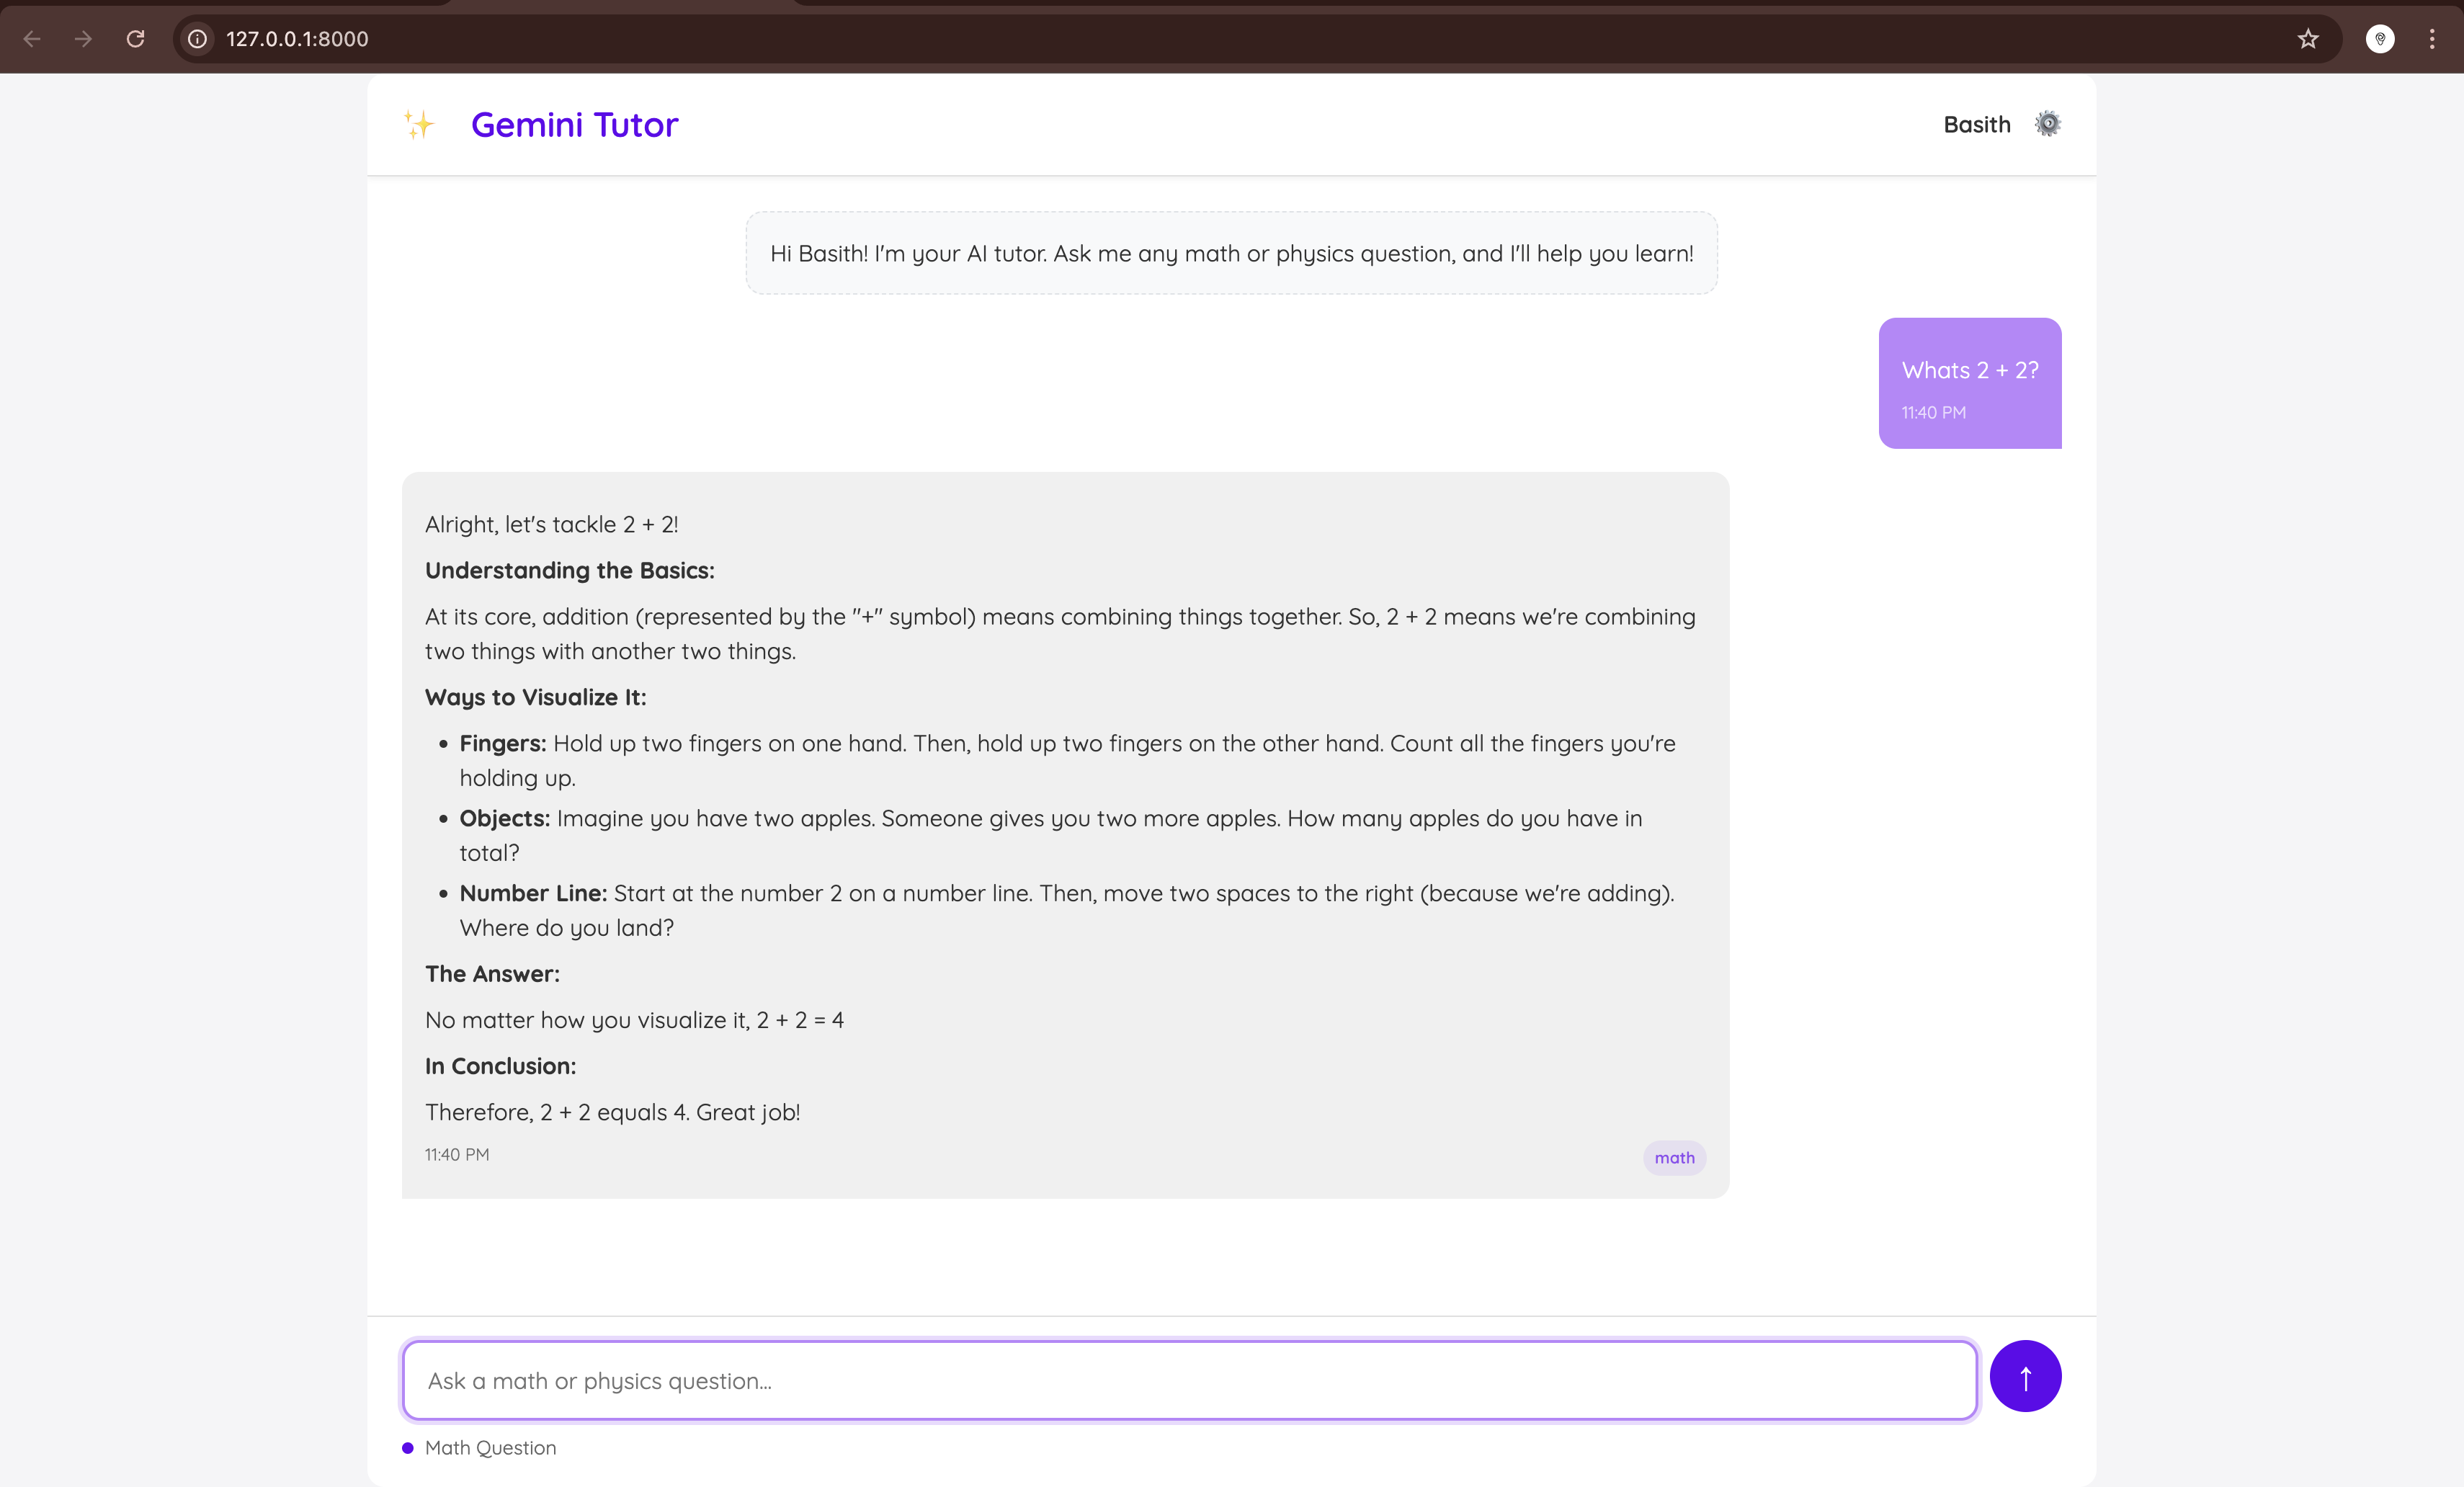 127.0.0.1:8000
Gemini Tutor
Basith
Hi Basith! I'm your AI tutor. Ask me any math or physics question, and I'll help you learn!
Whats 2 + 2?
11:40 PM
Alright, let's tackle 2 + 2!
Understanding the Basics:
At its core, addition (represented by the "+" symbol) means combining things together. So, 2 + 2 means we're combining
two things with another two things.
Ways to Visualize It:
• Fingers: Hold up two fingers on one hand. Then, hold up two fingers on the other hand. Count all the fingers you're
holding up.
• Objects: Imagine you have two apples. Someone gives you two more apples. How many apples do you have in
total?
• Number Line: Start at the number 2 on a number line. Then, move two spaces to the right (because we're adding).
Where do you land?
The Answer:
No matter how you visualize it, 2 + 2 = 4
In Conclusion:
Therefore, 2 + 2 equals 4. Great job!
11:40 PM
math
Ask a math or physics question...
Math Question